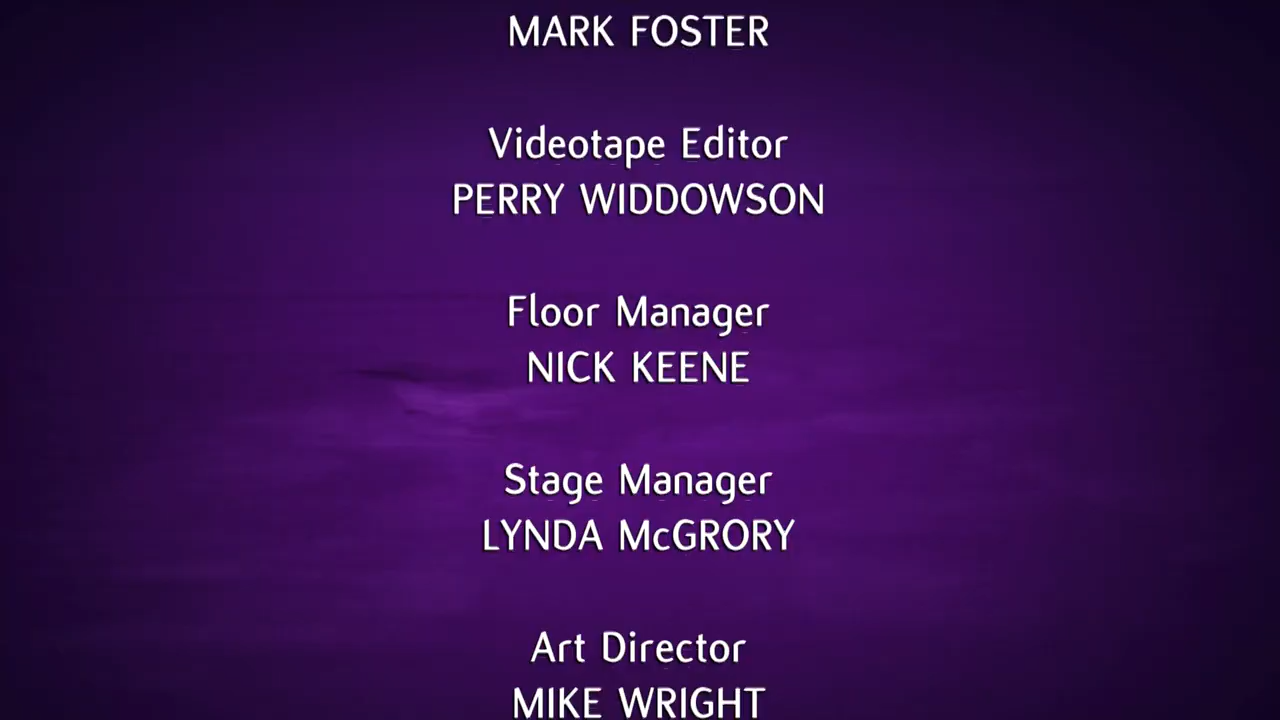 MARK FOSTER
Videotape Editor
PERRY WIDDOWSON
Floor Manager
NICK KEENE
Stage Manager
LYNDA McGRORY
Art Director
MIKE WRIGHT